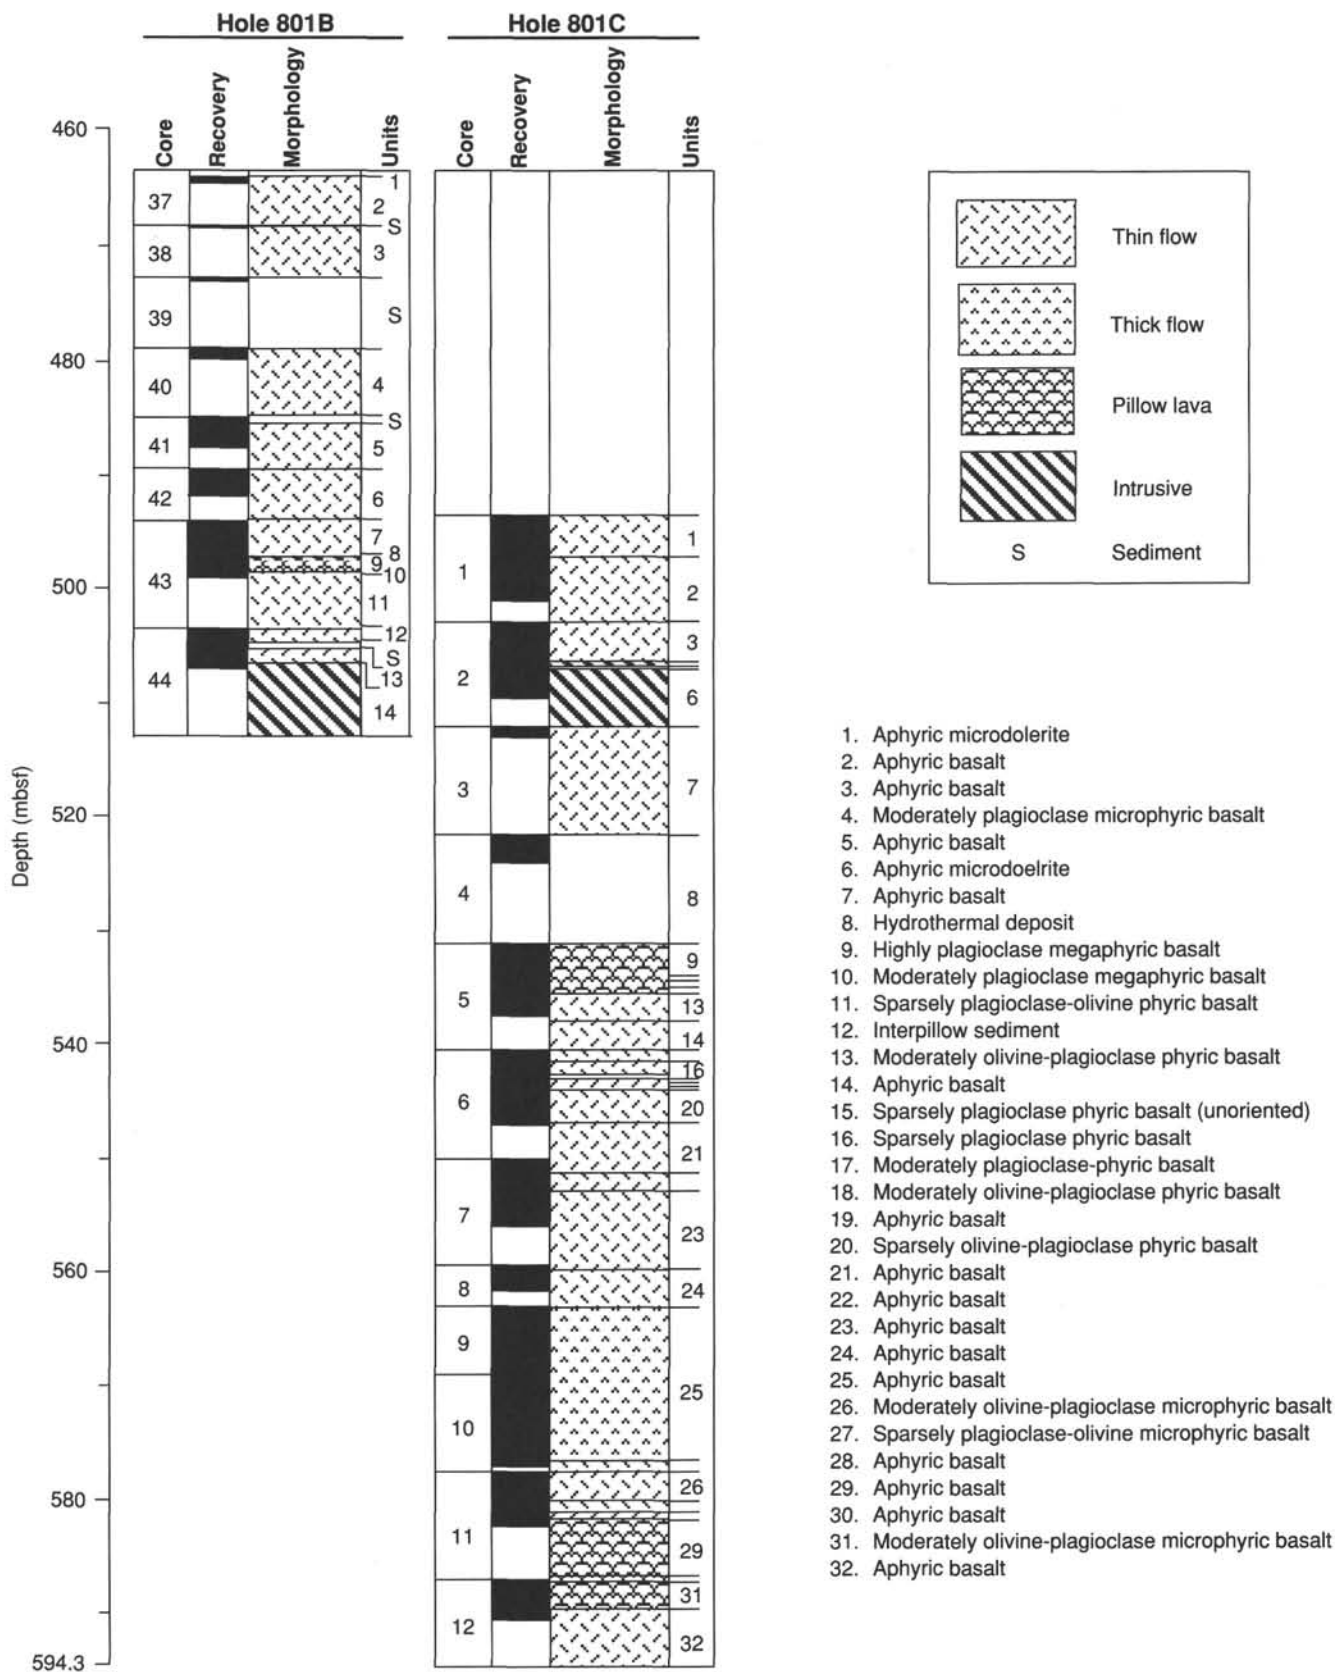 Hole 801B
Hole 801C
Core
Recovery
Morphology
Units
Core
Recovery
Morphology
Units
Depth (mbsf)
460
480
500
520
540
560
580
594.3
37
38
39
40
41
42
43
44
1
2
S
3
S
4
S
5
6
7
8
9
10
11
12
S
13
14
1
2
3
4
5
6
7
8
9
10
11
12
1
2
3
6
7
8
9
13
14
16
20
21
23
24
25
26
29
31
32
Thin flow
Thick flow
Pillow lava
Intrusive
S Sediment
1. Aphyric microdolerite
2. Aphyric basalt
3. Aphyric basalt
4. Moderately plagioclase microphyric basalt
5. Aphyric basalt
6. Aphyric microdoelrite
7. Aphyric basalt
8. Hydrothermal deposit
9. Highly plagioclase megaphyric basalt
10. Moderately plagioclase megaphyric basalt
11. Sparsely plagioclase-olivine phyric basalt
12. Interpillow sediment
13. Moderately olivine-plagioclase phyric basalt
14. Aphyric basalt
15. Sparsely plagioclase phyric basalt (unoriented)
16. Sparsely plagioclase phyric basalt
17. Moderately plagioclase-phyric basalt
18. Moderately olivine-plagioclase phyric basalt
19. Aphyric basalt
20. Sparsely olivine-plagioclase phyric basalt
21. Aphyric basalt
22. Aphyric basalt
23. Aphyric basalt
24. Aphyric basalt
25. Aphyric basalt
26. Moderately olivine-plagioclase microphyric basalt
27. Sparsely plagioclase-olivine microphyric basalt
28. Aphyric basalt
29. Aphyric basalt
30. Aphyric basalt
31. Moderately olivine-plagioclase microphyric basalt
32. Aphyric basalt